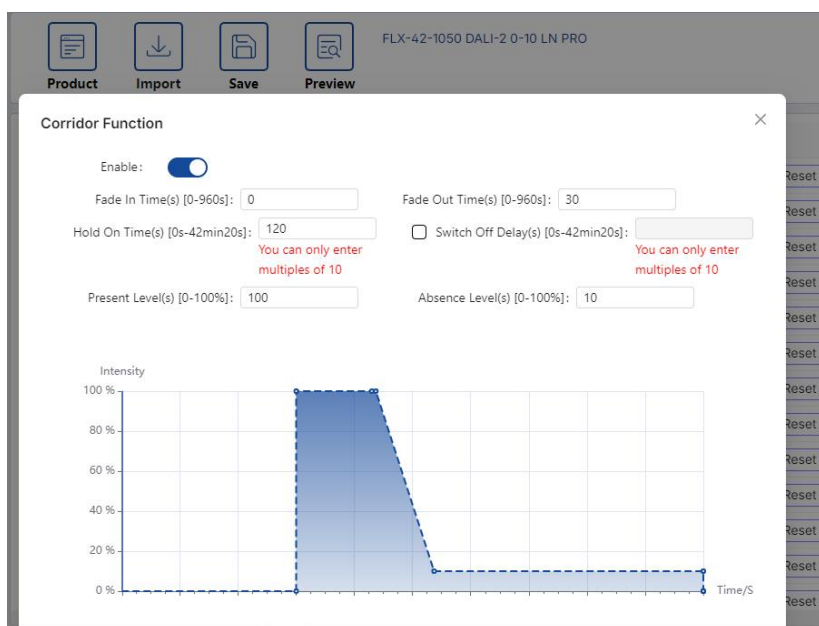 FLX-42-1050 DALI-2 0-10 LN PRO
Product Import Save Preview
Corridor Function
Enable:
Fade In Time(s) [0-960s]: 0 Fade Out Time(s) [0-960s]: 30
Hold On Time(s) [0s-42min20s]: 120 Switch Off Delay(s) [0s-42min20s]:
You can only enter multiples of 10 You can only enter multiples of 10
Present Level(s) [0-100%]: 100 Absence Level(s) [0-100%]: 10
Intensity
100 %
80 %
60 %
40 %
20 %
0 %
Time/S
Reset
Reset
Reset
Reset
Reset
Reset
Reset
Reset
Reset
Reset
Reset
Reset
Reset